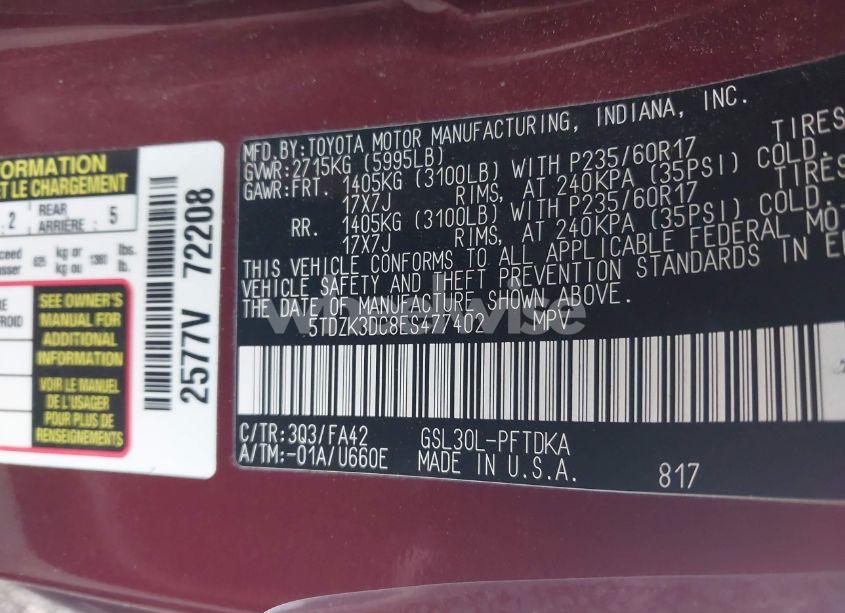 FORMATION
ET LE CHARGEMENT
2
REAR
ARRIÈRE : 5
kg or
kg ou
lbs.
lb.
SEE OWNER'S
MANUAL FOR
ADDITIONAL
INFORMATION
VOIR LE MANUEL
DE L'USAGER
POUR PLUS DE
RENSEIGNEMENTS
2577V 72208
MFD.BY:TOYOTA MOTOR MANUFACTURING, INDIANA, INC.
GVWR:2715KG (5995LB)
GAWR:FRT. 1405KG (3100LB) WITH P235/60R17 TIRES
17X7J RIMS, AT 240KPA (35PSI) COLD.
RR. 1405KG (3100LB) WITH P235/60R17 TIRES
17X7J RIMS, AT 240KPA (35PSI) COLD.
THIS VEHICLE CONFORMS TO ALL APPLICABLE FEDERAL MO
VEHICLE SAFETY AND THEFT PREVENTION STANDARDS IN E
THE DATE OF MANUFACTURE SHOWN ABOVE.
5TDZK3DC8ES477402 MPV
C/TR:3Q3/FA42 GSL30L-PFTDKA
A/TM:-01A/U660E MADE IN U.S.A. 817